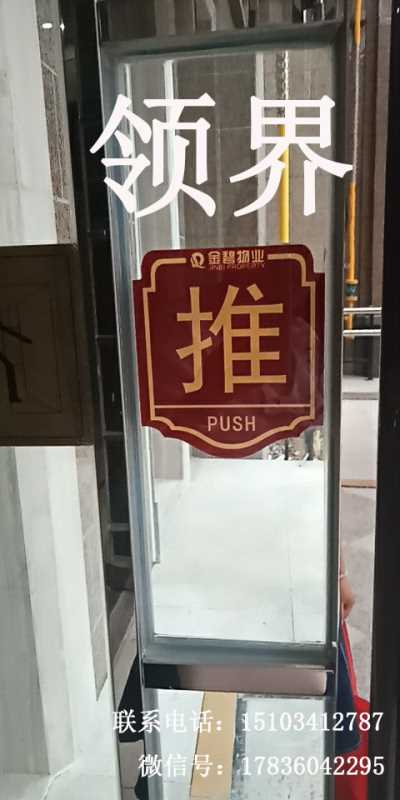 领界
金碧物业
JINBI PROPERTY
推
PUSH
联系电话：15103412787
微信号：17836042295